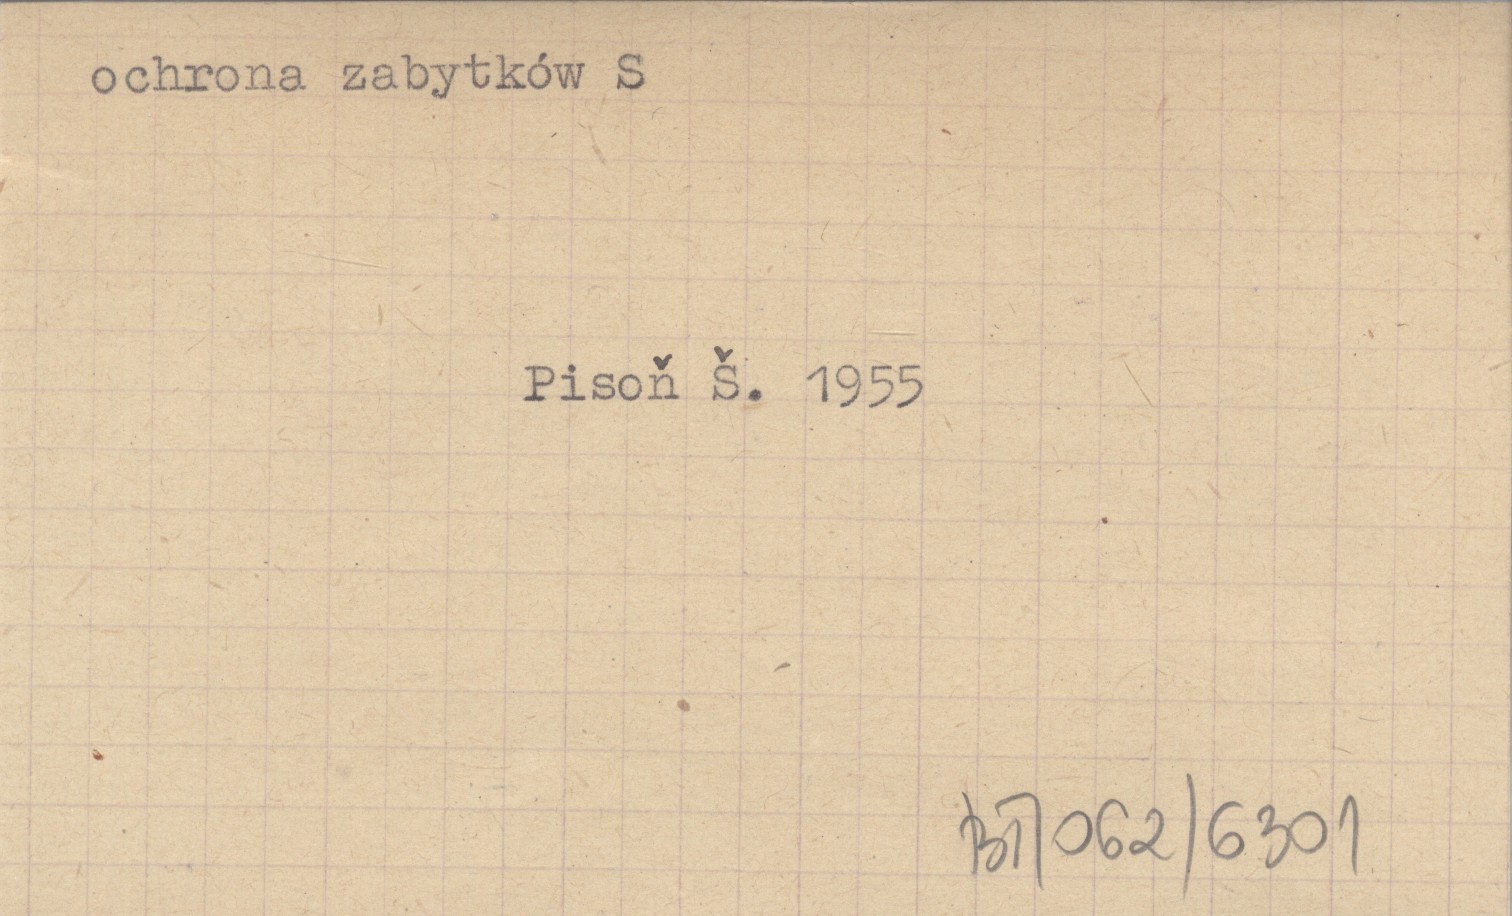 ochrona zabytków S
Pisoň Š. 1955
BT/062/6301